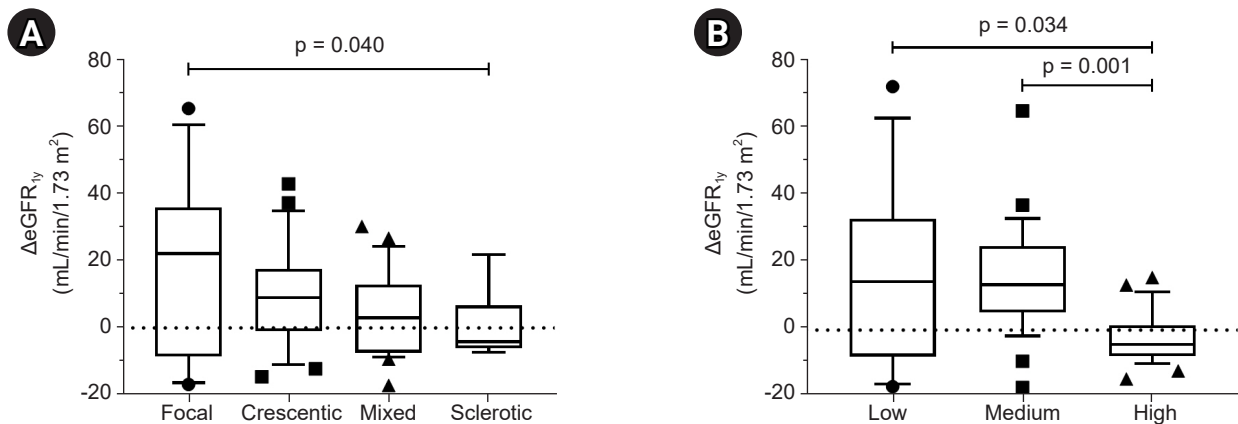 A
p = 0.040
ΔeGFR1y
(mL/min/1.73 m2)
80
60
40
20
0
-20
Focal
Crescentic
Mixed
Sclerotic
B
p = 0.034
p = 0.001
ΔeGFR1y
(mL/min/1.73 m2)
80
60
40
20
0
-20
Low
Medium
High